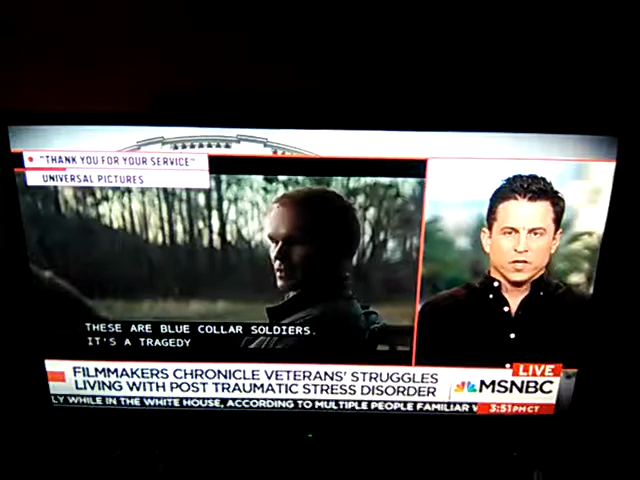 "THANK YOU FOR YOUR SERVICE"
UNIVERSAL PICTURES
THESE ARE BLUE COLLAR SOLDIERS.
IT'S A TRAGEDY
LIVE
FILMMAKERS CHRONICLE VETERANS' STRUGGLES
LIVING WITH POST TRAUMATIC STRESS DISORDER
MSNBC
LY WHILE IN THE WHITE HOUSE, ACCORDING TO MULTIPLE PEOPLE FAMILIAR W
3:51PM CT